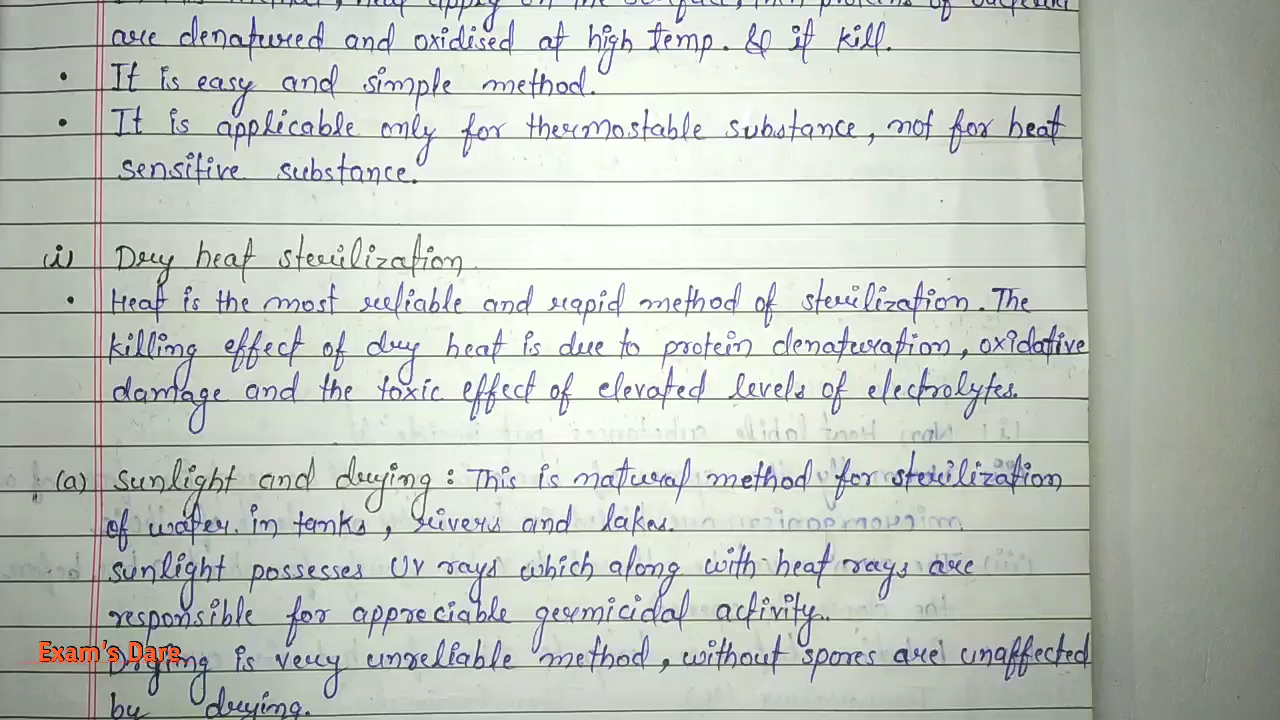 are denatured and oxidised at high temp. & it kill.
• It is easy and simple method.
• It is applicable only for thermostable substance, not for heat
sensitive substance.
(i) Dry heat sterilization.
• Heat is the most reliable and rapid method of sterilization. The
killing effect of dry heat is due to protein denaturation, oxidative
damage and the toxic effect of elevated levels of electrolytes.
(a) Sunlight and drying: This is natural method for sterilization
of water in tanks, rivers and lakes.
sunlight possesses UV rays which along with heat rays are
responsible for appreciable germicidal activity.
Drying is very unreliable method, without spores are unaffected
by drying.
Exam's Dare